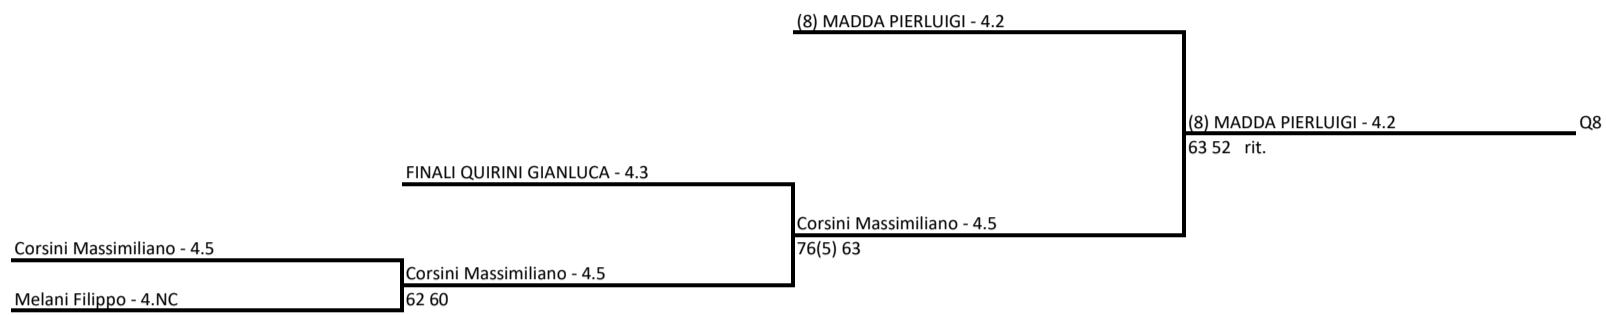 (8) MADDA PIERLUIGI - 4.2
(8) MADDA PIERLUIGI - 4.2
Q8
63 52 rit.
FINALI QUIRINI GIANLUCA - 4.3
Corsini Massimiliano - 4.5
76(5) 63
Corsini Massimiliano - 4.5
Corsini Massimiliano - 4.5
62 60
Melani Filippo - 4.NC